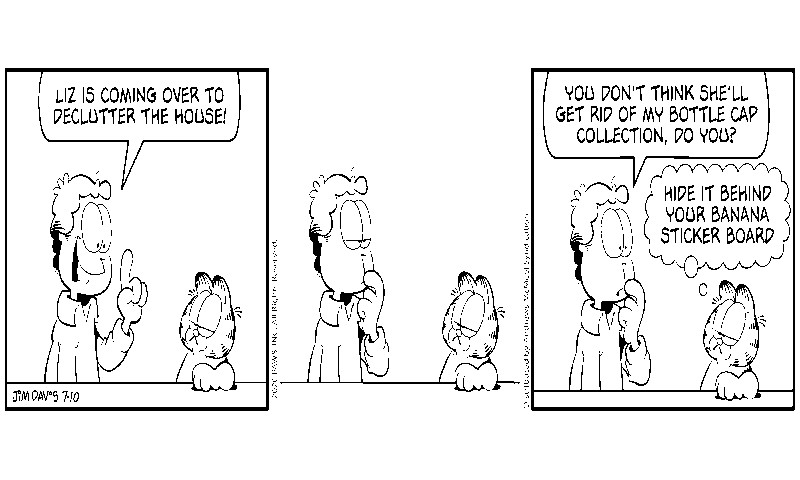 LIZ IS COMING OVER TO
DECLUTTER THE HOUSE!
JIM DAVIS 7-10
YOU DON'T THINK SHE'LL
GET RID OF MY BOTTLE CAP
COLLECTION, DO YOU?
HIDE IT BEHIND
YOUR BANANA
STICKER BOARD